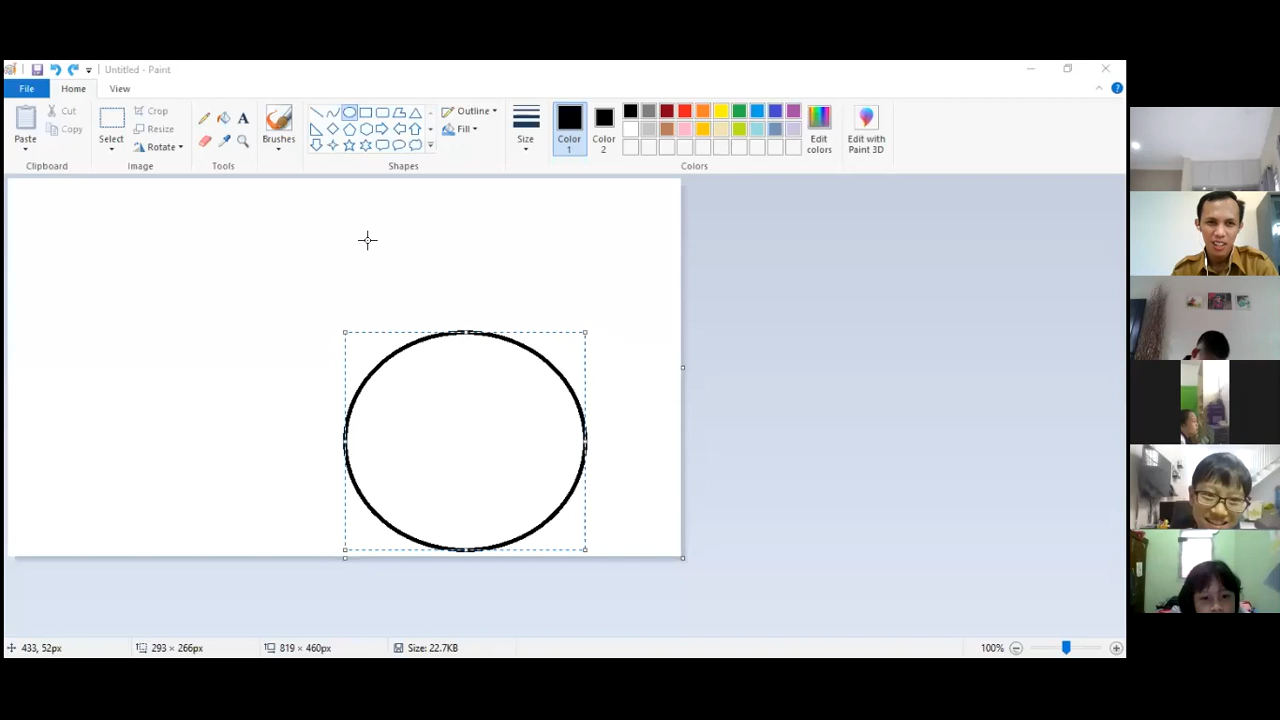 Untitled - Paint
File Home View
Paste
Cut
Copy
Clipboard
Select
Crop
Resize
Rotate
Image
A
Tools
Brushes
Shapes
Outline
Fill
Size
Color 1
Color 2
Edit colors
Edit with Paint 3D
Colors
433, 52px
293 × 266px
819 × 460px
Size: 22.7KB
100%